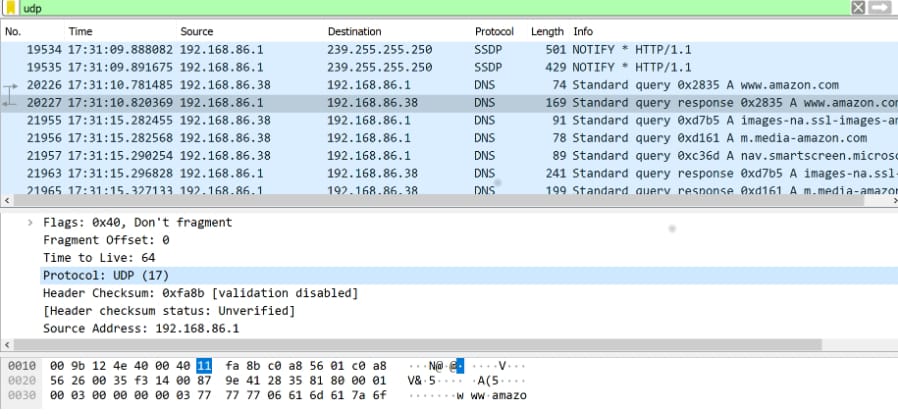 udp
No. Time Source Destination Protocol Length Info
19534 17:31:09.888082 192.168.86.1 239.255.255.250 SSDP 501 NOTIFY * HTTP/1.1
19535 17:31:09.891675 192.168.86.1 239.255.255.250 SSDP 429 NOTIFY * HTTP/1.1
20226 17:31:10.781485 192.168.86.38 192.168.86.1 DNS 74 Standard query 0x2835 A www.amazon.com
20227 17:31:10.820369 192.168.86.1 192.168.86.38 DNS 169 Standard query response 0x2835 A www.amazon.com
21955 17:31:15.282455 192.168.86.38 192.168.86.1 DNS 91 Standard query 0xd7b5 A images-na.ssl-images-am
21956 17:31:15.282568 192.168.86.38 192.168.86.1 DNS 78 Standard query 0xd161 A m.media-amazon.com
21957 17:31:15.290254 192.168.86.38 192.168.86.1 DNS 89 Standard query 0xc36d A nav.smartscreen.microso
21963 17:31:15.296828 192.168.86.1 192.168.86.38 DNS 241 Standard query response 0xd7b5 A images-na.ssl-
21965 17:31:15.327133 192.168.86.1 192.168.86.38 DNS 199 Standard query response 0xd161 A m.media-amazon
> Flags: 0x40, Don't fragment
Fragment Offset: 0
Time to Live: 64
Protocol: UDP (17)
Header Checksum: 0xfa8b [validation disabled]
[Header checksum status: Unverified]
Source Address: 192.168.86.1
0010 00 9b 12 4e 40 00 40 11 fa 8b c0 a8 56 01 c0 a8 ···N@·@· ····V···
0020 56 26 00 35 f3 14 00 87 9e 41 28 35 81 80 00 01 V&·5···· ·A(5····
0030 00 03 00 00 00 00 03 77 77 77 06 61 6d 61 7a 6f ·······w ww·amazo